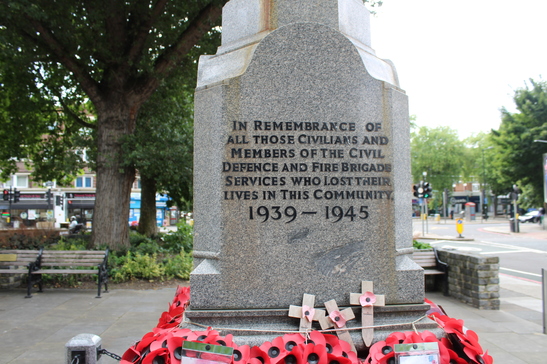 IN REMEMBRANCE OF
ALL THOSE CIVILIANS AND
MEMBERS OF THE CIVIL
DEFENCE AND FIRE BRIGADE
SERVICES WHO LOST THEIR
LIVES IN THIS COMMUNITY.
1939 — 1945